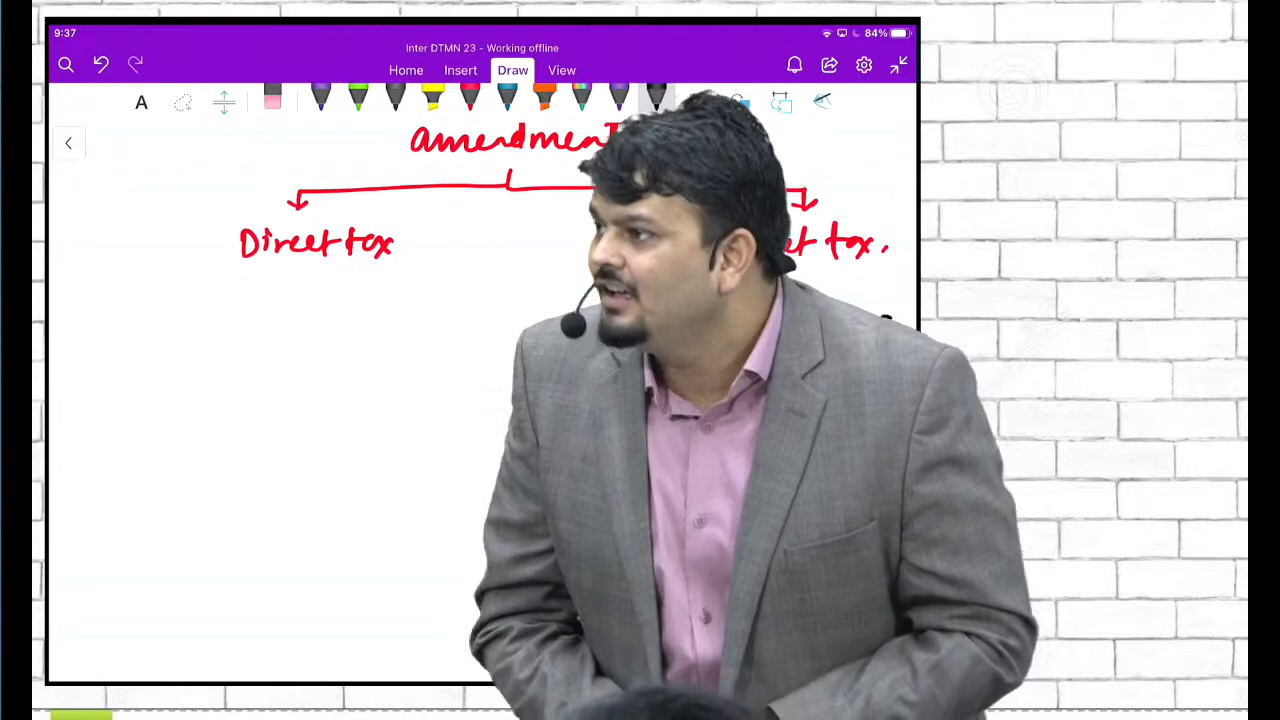 9:37
84%
Inter DTMN 23 - Working offline
Home Insert Draw View
A
amendment
Direct tax
tax.